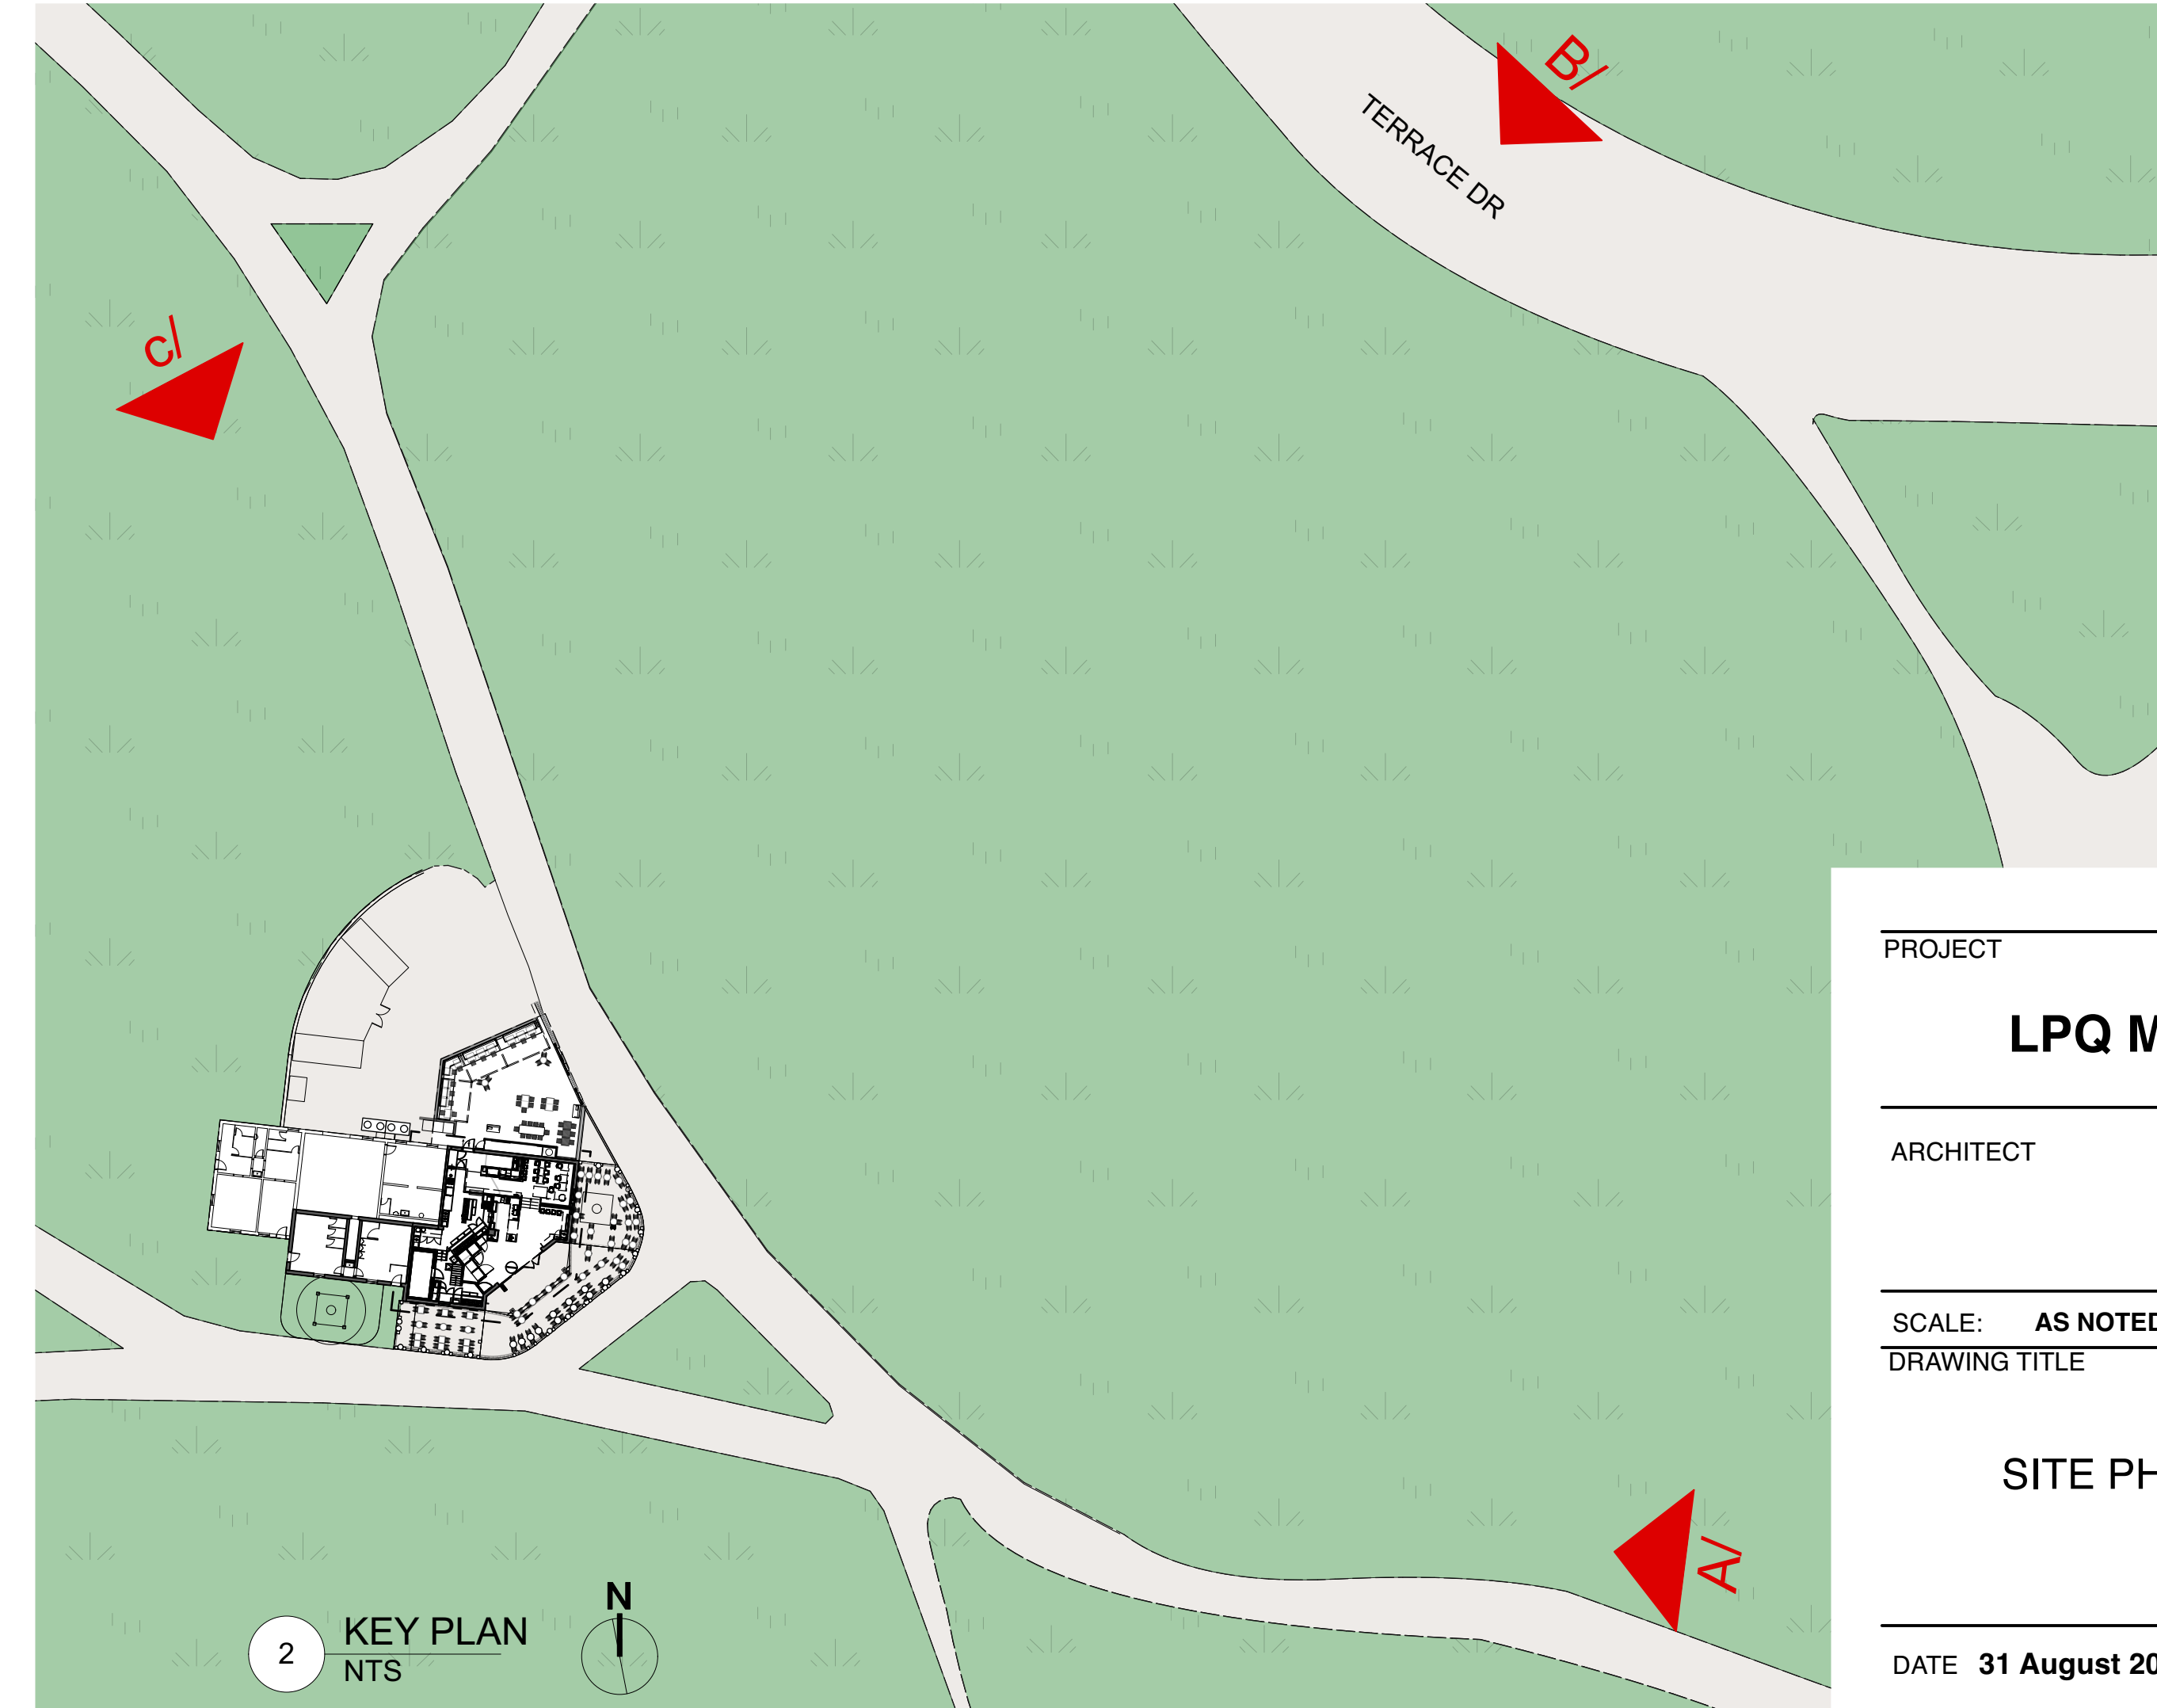 B/
TERRACE DR
c/
PROJECT
LPQ M
ARCHITECT
SCALE: AS NOTED
DRAWING TITLE
SITE PH
A/
N
2
KEY PLAN
NTS
DATE 31 August 20